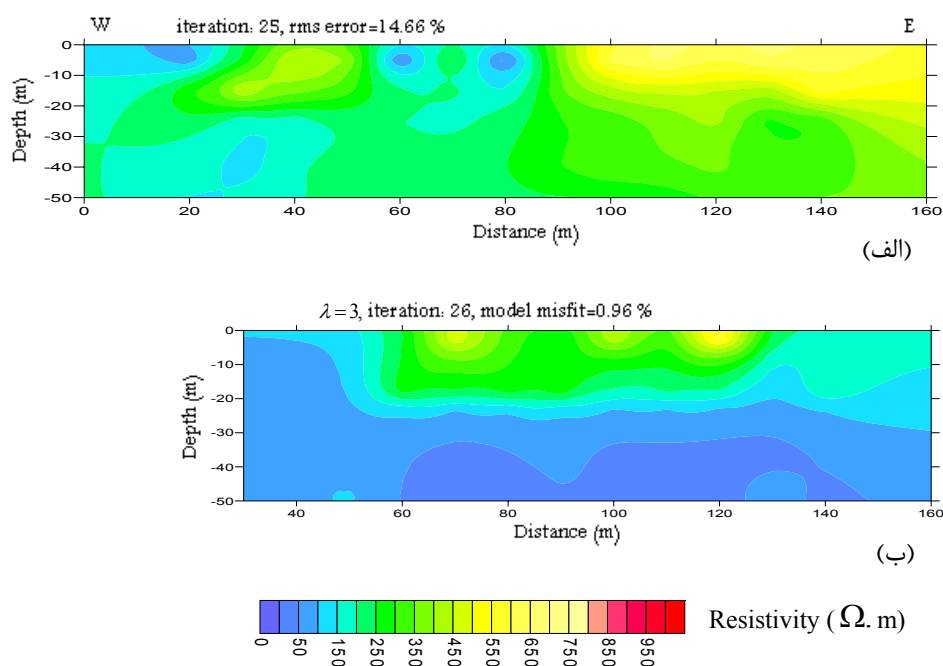 W iteration: 25, rms error=14.66 % E
0
-10
-20
-30
-40
-50
Depth (m)
0 20 40 60 80 100 120 140 160
Distance (m)
(الف)
λ=3, iteration: 26, model misfit=0.96 %
0
-10
-20
-30
-40
-50
Depth (m)
40 60 80 100 120 140 160
Distance (m)
(ب)
0 50 150 250 350 450 550 650 750 850 950
Resistivity (Ω. m)